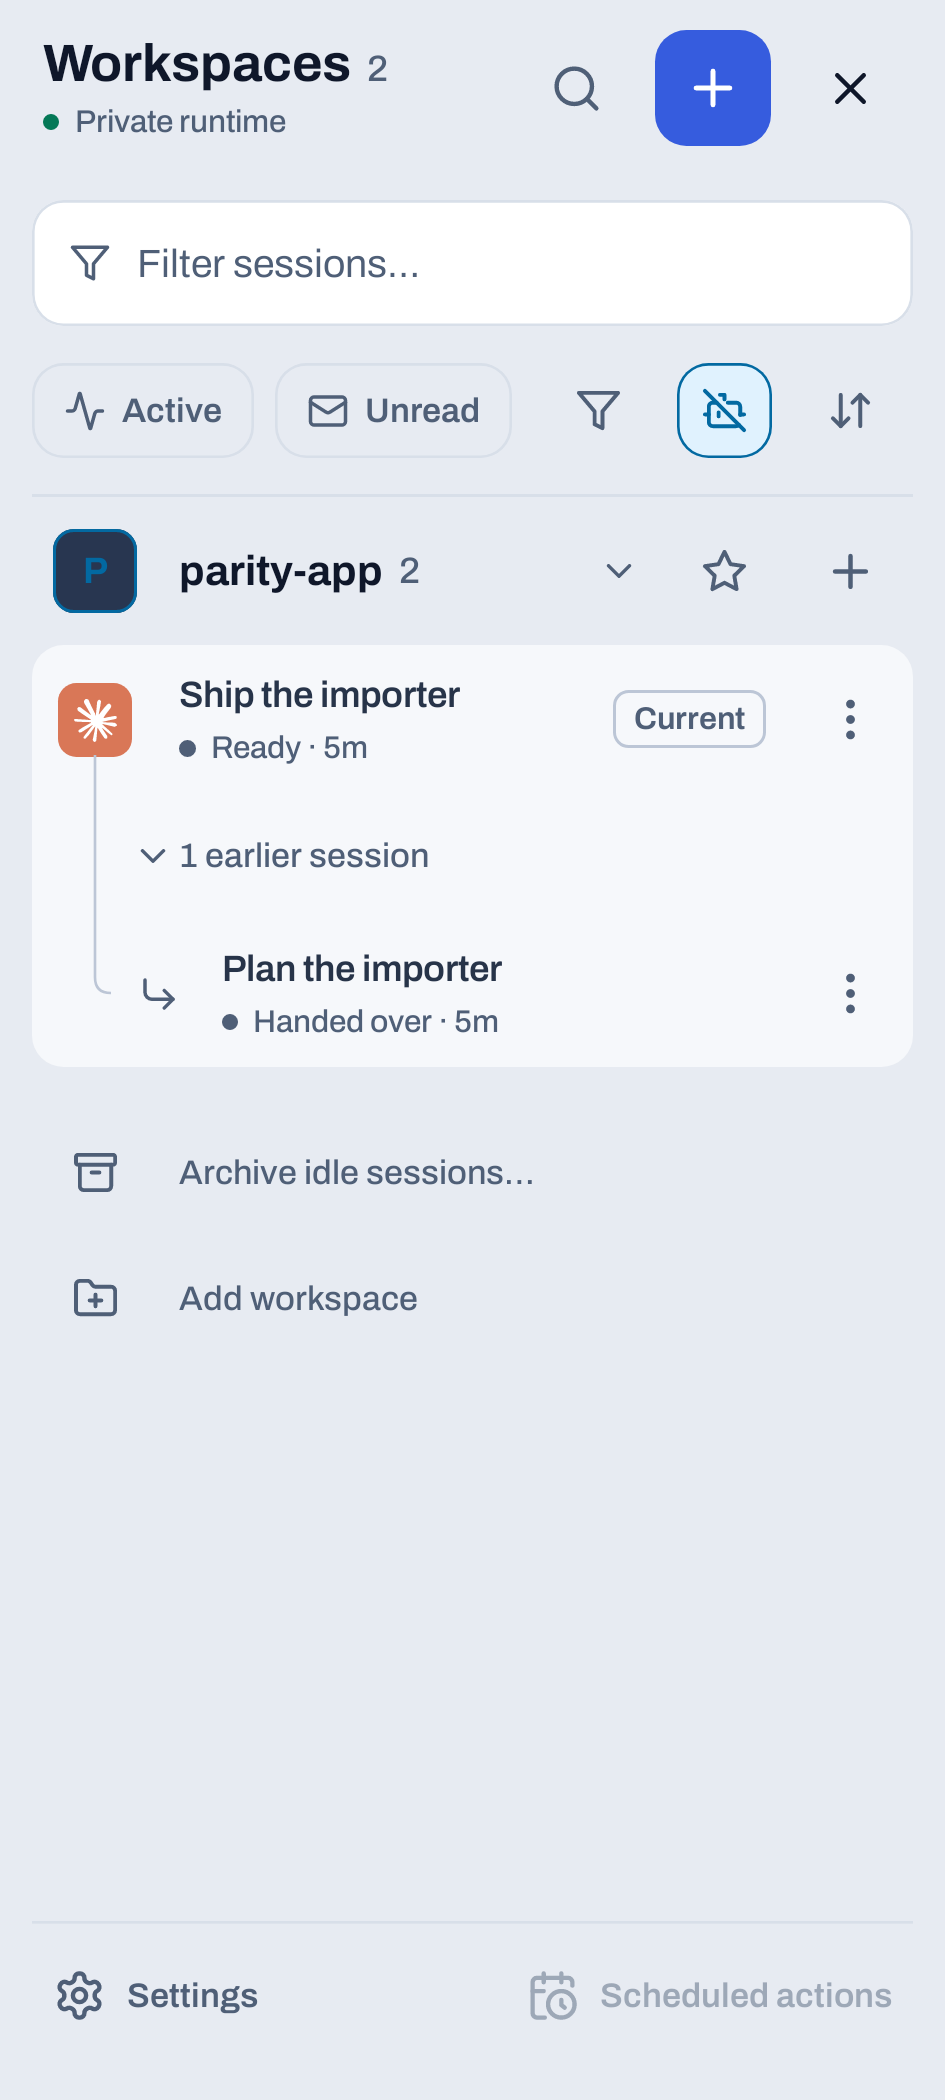 Workspaces 2
Private runtime
Filter sessions...
Active
Unread
P
parity-app 2
Ship the importer
Ready · 5m
Current
1 earlier session
Plan the importer
Handed over · 5m
Archive idle sessions...
Add workspace
Settings
Scheduled actions